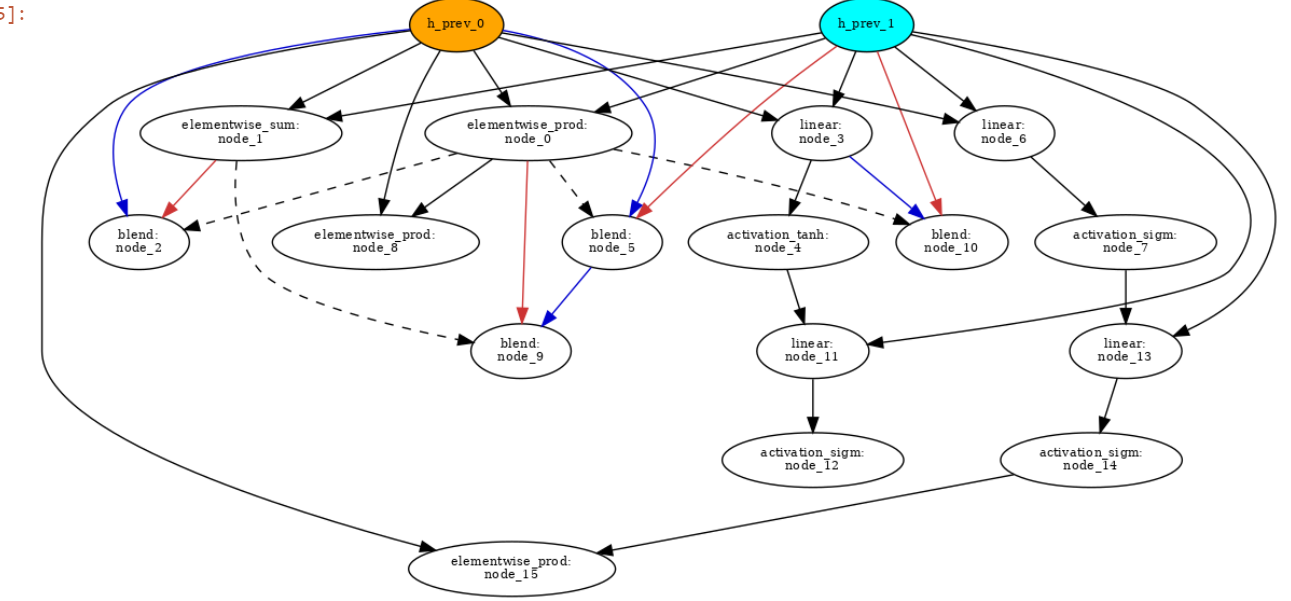 5]:
h_prev_0
h_prev_1
elementwise_sum:
node_1
elementwise_prod:
node_0
linear:
node_3
linear:
node_6
blend:
node_2
elementwise_prod:
node_8
blend:
node_5
activation_tanh:
node_4
blend:
node_10
activation_sigm:
node_7
blend:
node_9
linear:
node_11
linear:
node_13
activation_sigm:
node_12
activation_sigm:
node_14
elementwise_prod:
node_15